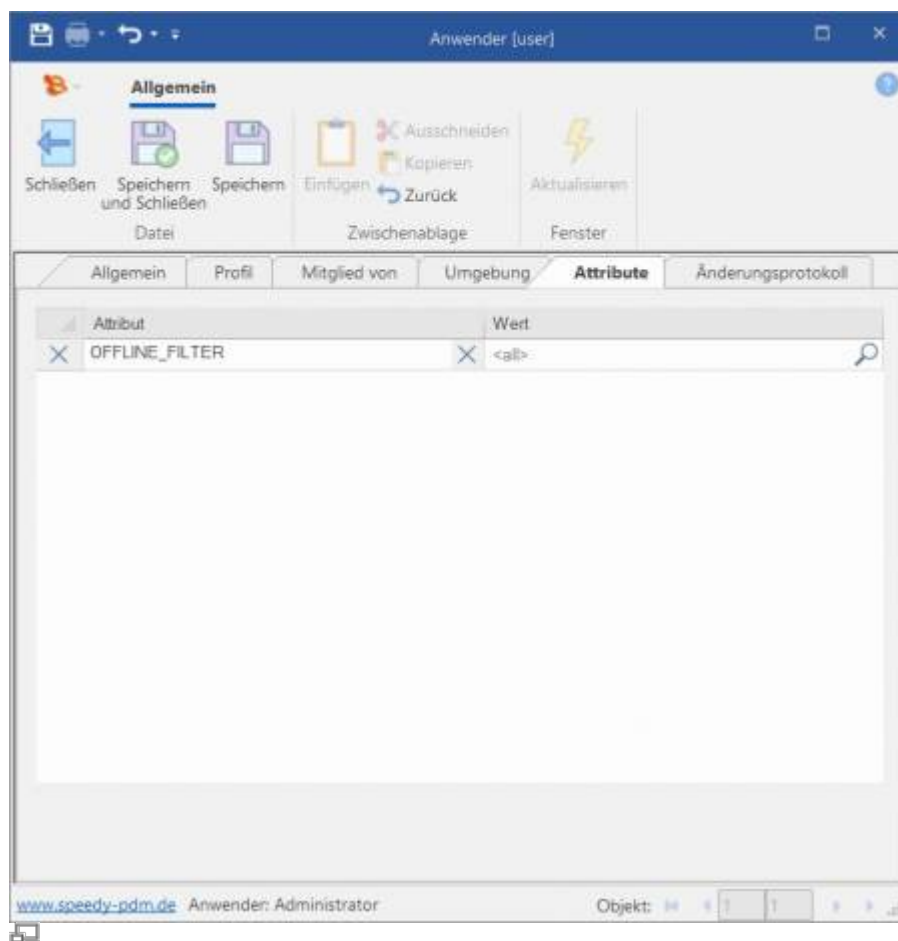 Anwender [user]
Allgemein
Schließen
Speichern und Schließen
Speichern
Datei
Einfügen
Ausschneiden
Kopieren
Zurück
Zwischenablage
Aktualisieren
Fenster
Allgemein Profil Mitglied von Umgebung Attribute Änderungsprotokoll
Attribut Wert
OFFLINE_FILTER <all>
www.speedy-pdm.de Anwender: Administrator Objekt: 1 1